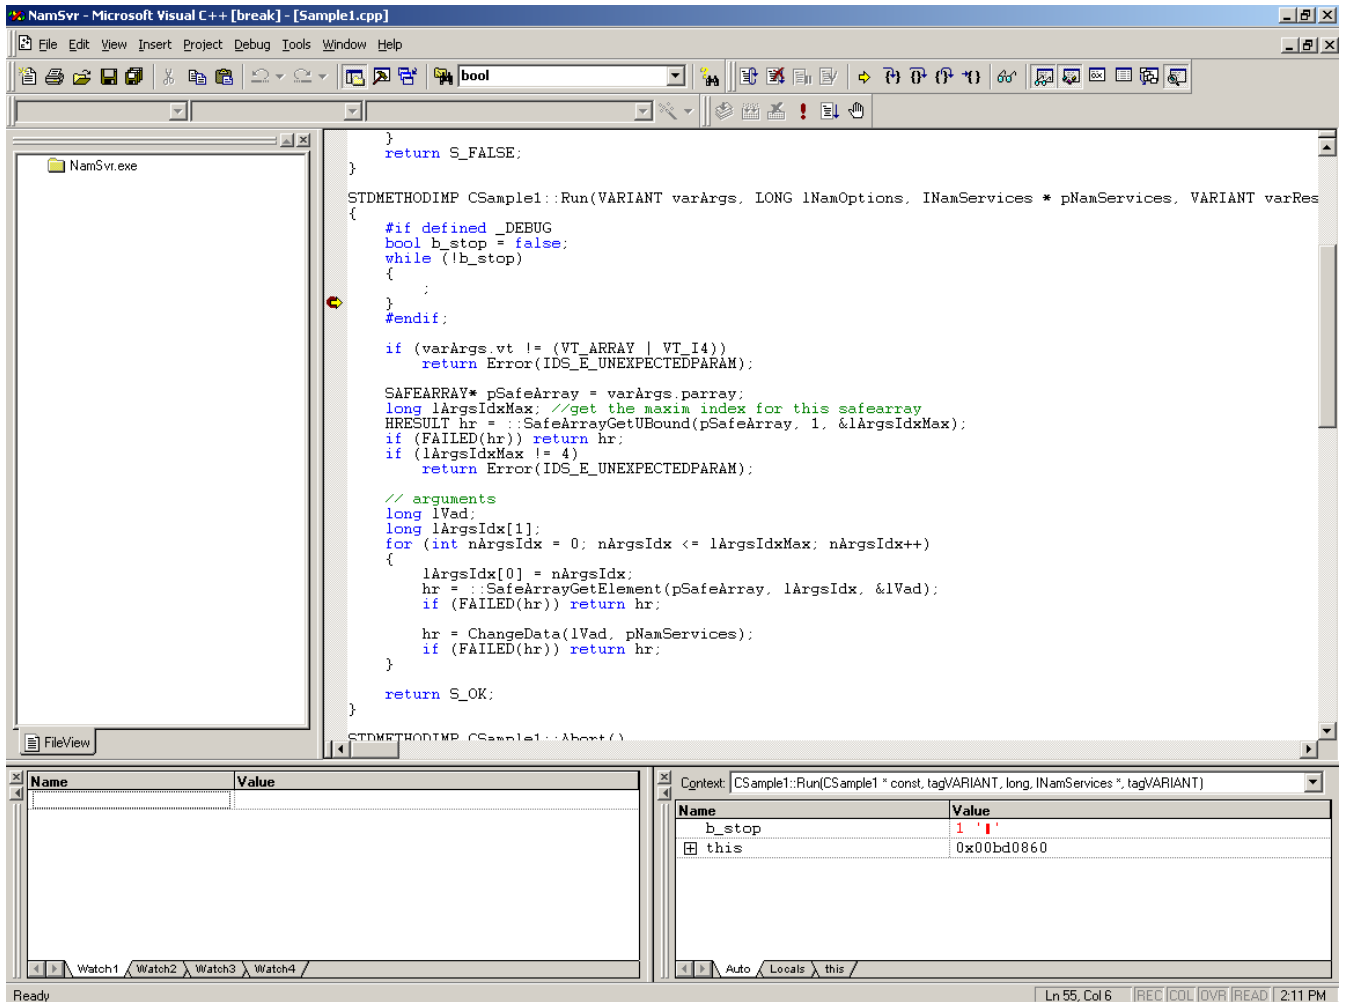 NamSvr - Microsoft Visual C++ [break] - [Sample1.cpp]
File Edit View Insert Project Debug Tools Window Help
bool
NamSvr.exe
}
return S_FALSE;
}
STDMETHODIMP CSample1::Run(VARIANT varArgs, LONG lNamOptions, INamServices * pNamServices, VARIANT varRes
{
#if defined _DEBUG
bool b_stop = false;
while (!b_stop)
{
;
}
#endif;
if (varArgs.vt != (VT_ARRAY | VT_I4))
return Error(IDS_E_UNEXPECTEDPARAM);
SAFEARRAY* pSafeArray = varArgs.parray;
long lArgsIdxMax; //get the maxim index for this safearray
HRESULT hr = ::SafeArrayGetUBound(pSafeArray, 1, &lArgsIdxMax);
if (FAILED(hr)) return hr;
if (lArgsIdxMax != 4)
return Error(IDS_E_UNEXPECTEDPARAM);
// arguments
long lVad;
long lArgsIdx[1];
for (int nArgsIdx = 0; nArgsIdx <= lArgsIdxMax; nArgsIdx++)
{
lArgsIdx[0] = nArgsIdx;
hr = ::SafeArrayGetElement(pSafeArray, lArgsIdx, &lVad);
if (FAILED(hr)) return hr;
hr = ChangeData(lVad, pNamServices);
if (FAILED(hr)) return hr;
}
return S_OK;
}
STDMETHODIMP CSample1::Abort()
FileView
Name Value
Context: CSample1::Run(CSample1 * const, tagVARIANT, long, INamServices *, tagVARIANT)
Name Value
b_stop 1 '▮'
this 0x00bd0860
Watch1 Watch2 Watch3 Watch4
Auto Locals this
Ready
Ln 55, Col 6 REC COL OVR READ 2:11 PM